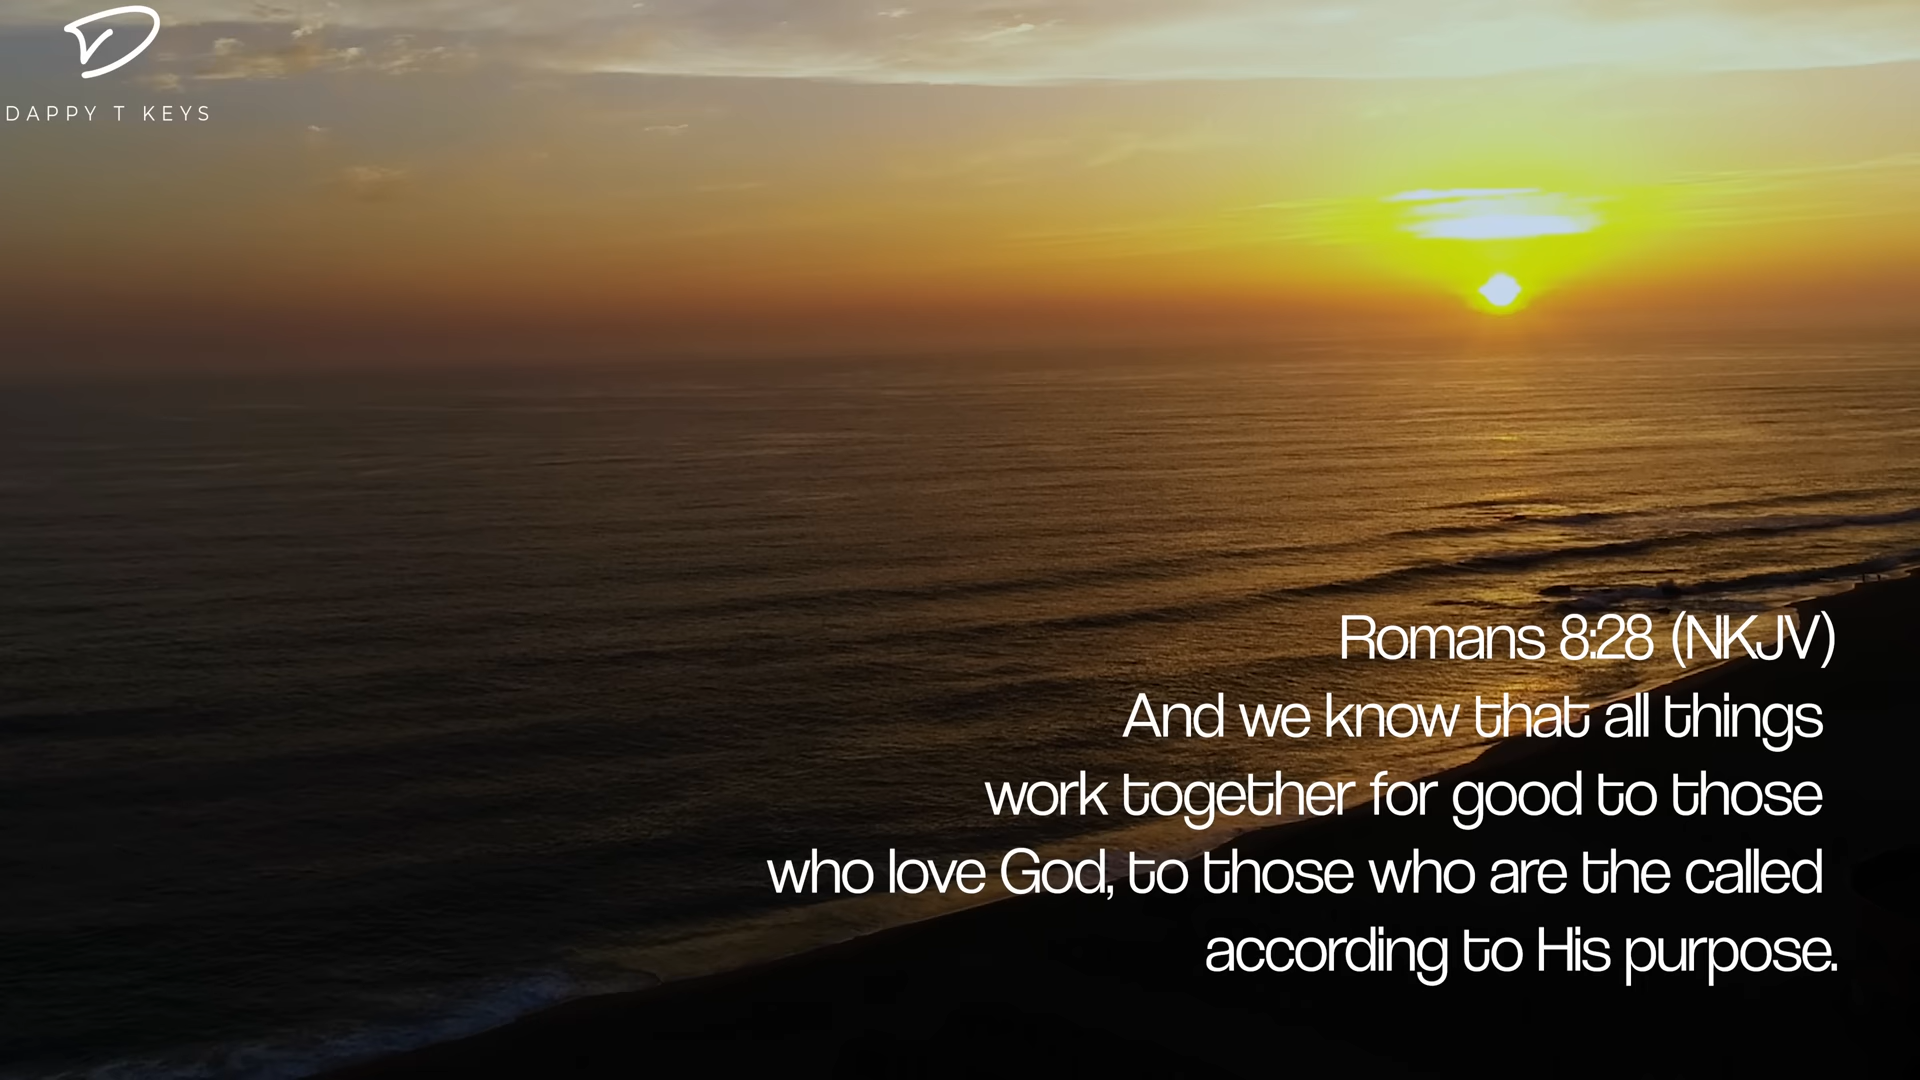 DAPPY T KEYS
Romans 8:28 (NKJV)
And we know that all things
work together for good to those
who love God, to those who are the called
according to His purpose.